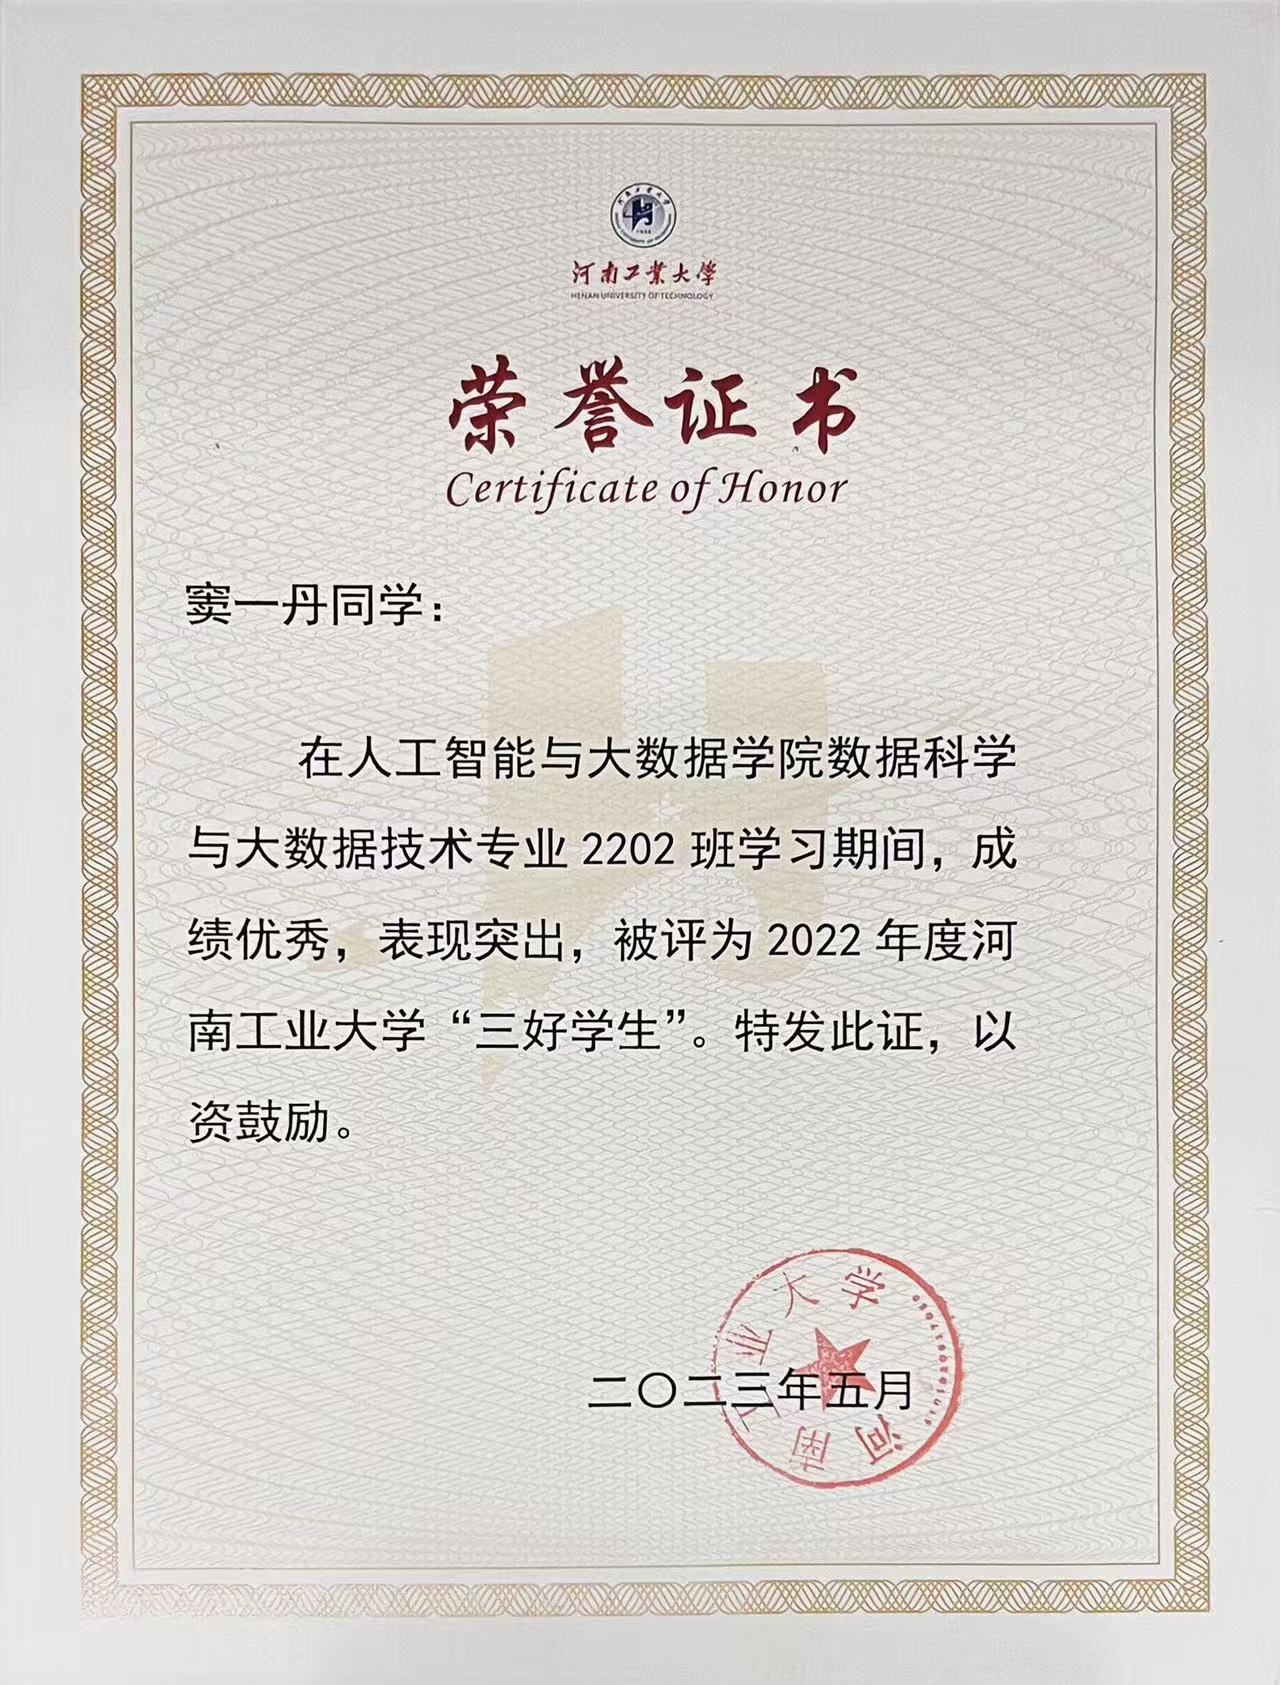 河南工业大学
HENAN UNIVERSITY OF TECHNOLOGY
荣誉证书
Certificate of Honor
窦一丹同学：
在人工智能与大数据学院数据科学
与大数据技术专业 2202 班学习期间，成
绩优秀，表现突出，被评为 2022 年度河
南工业大学“三好学生”。特发此证，以
资鼓励。
河南工业大学
二〇二三年五月